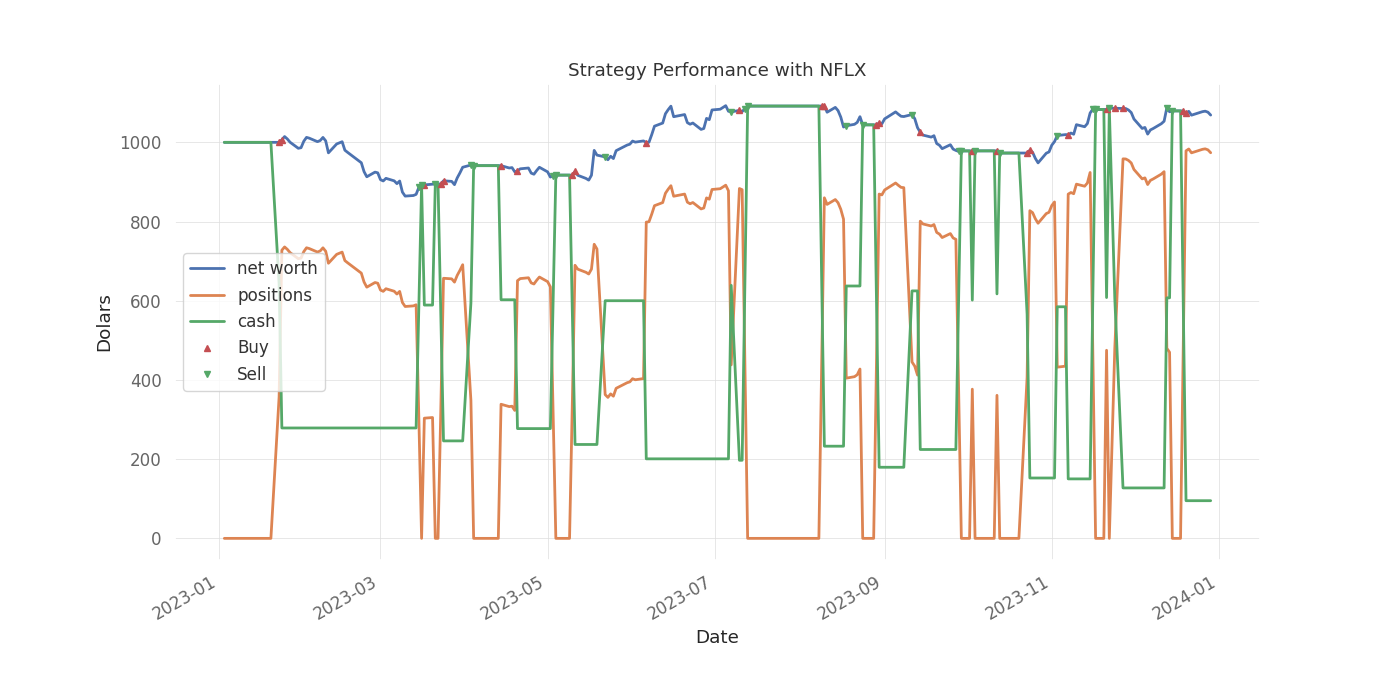 Strategy Performance with NFLX
Dolars
1000
800
600
400
200
0
net worth
positions
cash
Buy
Sell
2023-01
2023-03
2023-05
2023-07
2023-09
2023-11
2024-01
Date